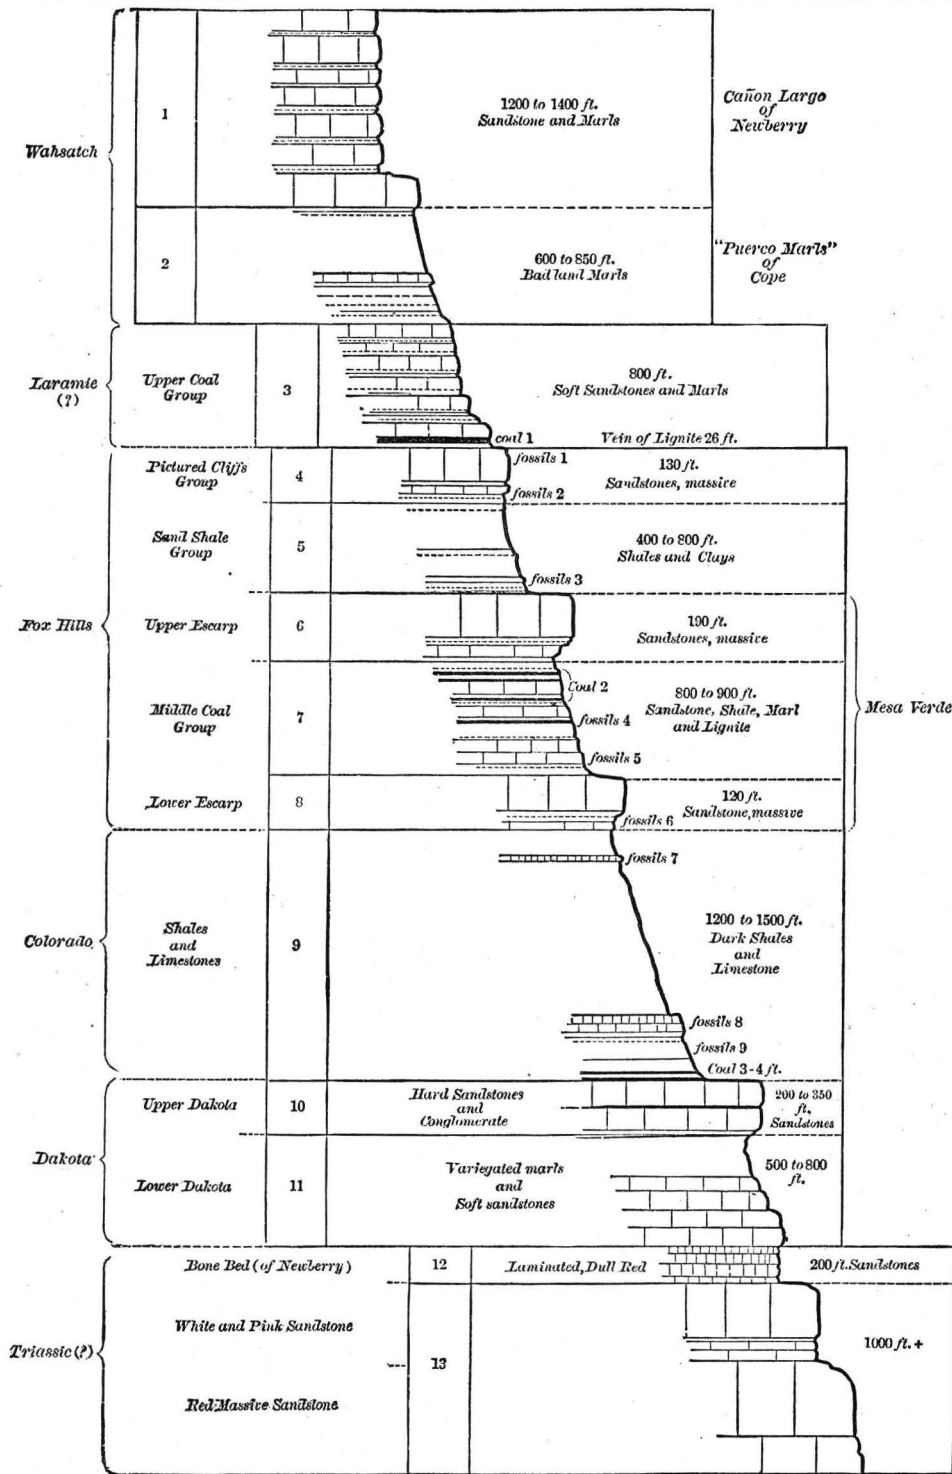 Wahsatch
1
1200 to 1400 ft.
Sandstone and Marls
Cañon Largo
of
Newberry
2
600 to 850 ft.
Bad land Marls
"Puerco Marls"
of
Cope
Laramie
(?)
Upper Coal
Group
3
800 ft.
Soft Sandstones and Marls
coal 1
Vein of Lignite 26 ft.
Fox Hills
Pictured Cliffs
Group
4
fossils 1
fossils 2
130 ft.
Sandstones, massive
Sand Shale
Group
5
400 to 800 ft.
Shales and Clays
fossils 3
Upper Escarp
6
190 ft.
Sandstones, massive
Middle Coal
Group
7
Coal 2
fossils 4
fossils 5
800 to 900 ft.
Sandstone, Shale, Marl
and Lignite
Mesa Verde
Lower Escarp
8
120 ft.
Sandstone, massive
fossils 6
Colorado
Shales
and
Limestones
9
fossils 7
1200 to 1500 ft.
Dark Shales
and
Limestone
fossils 8
fossils 9
Coal 3-4 ft.
Dakota
Upper Dakota
10
Hard Sandstones
and
Conglomerate
200 to 350
ft.
Sandstones
Lower Dakota
11
Variegated marls
and
Soft sandstones
500 to 800
ft.
Triassic (?)
Bone Bed (of Newberry)
12
Laminated, Dull Red
200 ft. Sandstones
White and Pink Sandstone
13
1000 ft. +
Red Massive Sandstone